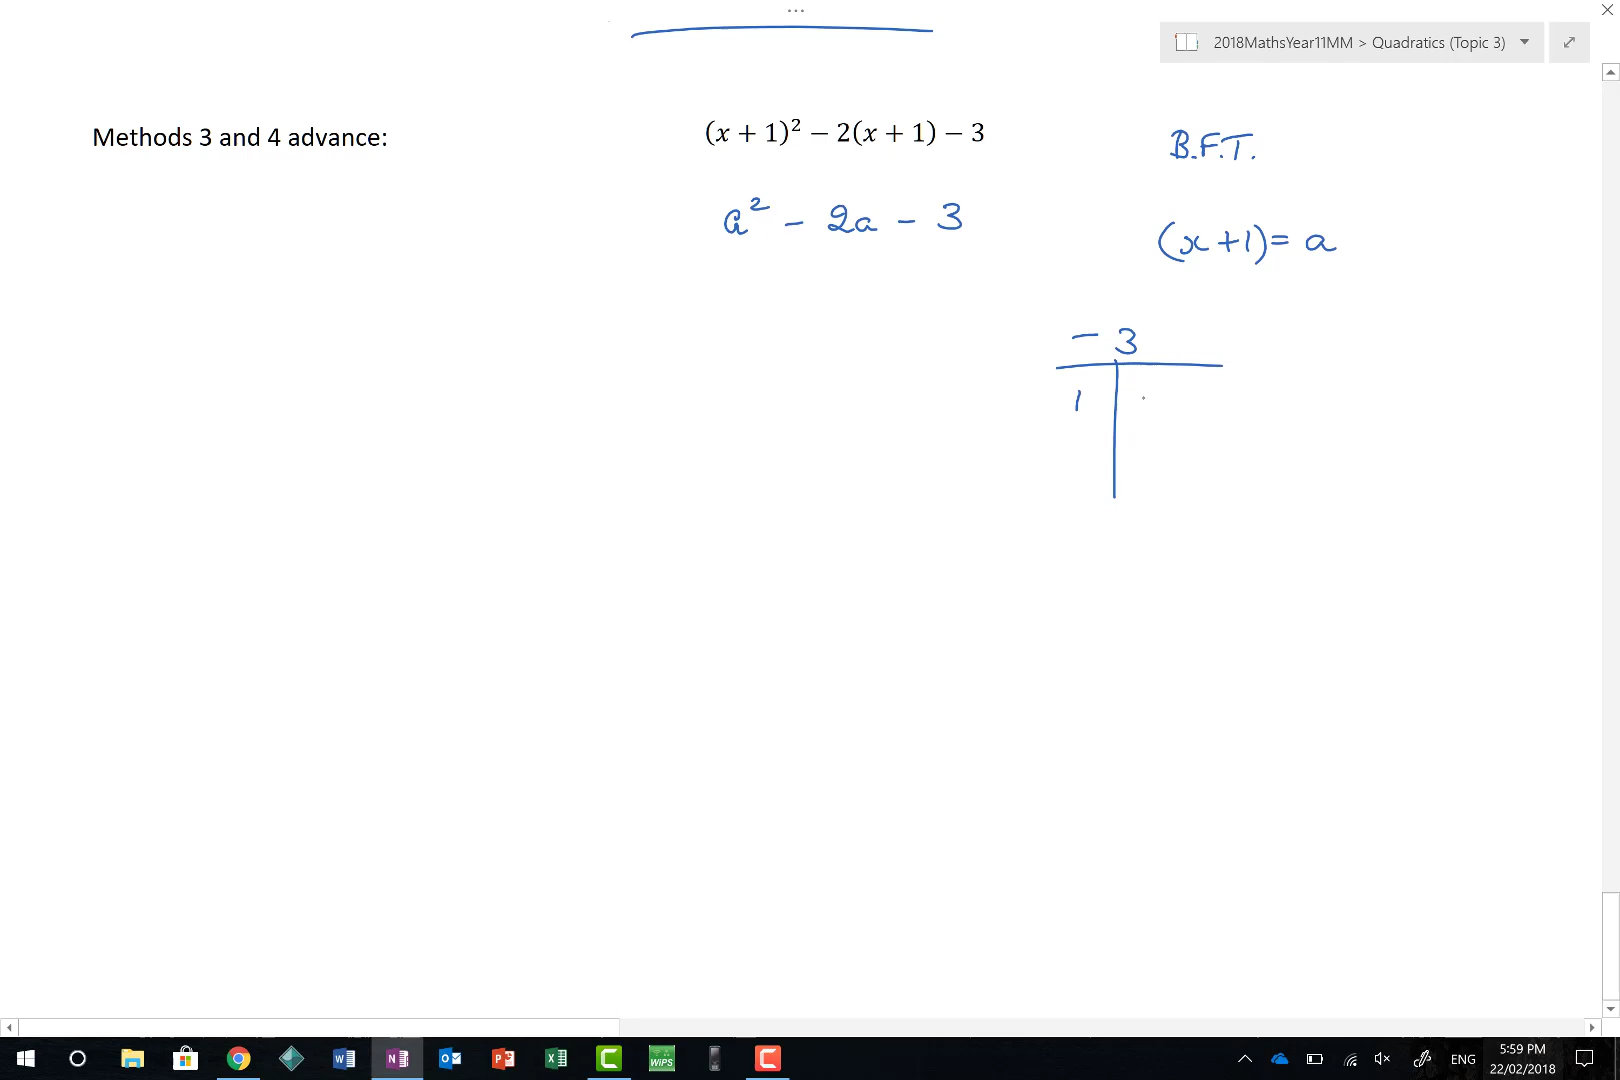 ...
2018MathsYear11MM > Quadratics (Topic 3)
Methods 3 and 4 advance:
(x + 1)² − 2(x + 1) − 3
B.F.T.
a² − 2a − 3
(x+1)= a
− 3
1
WiPS
ENG
5:59 PM
22/02/2018